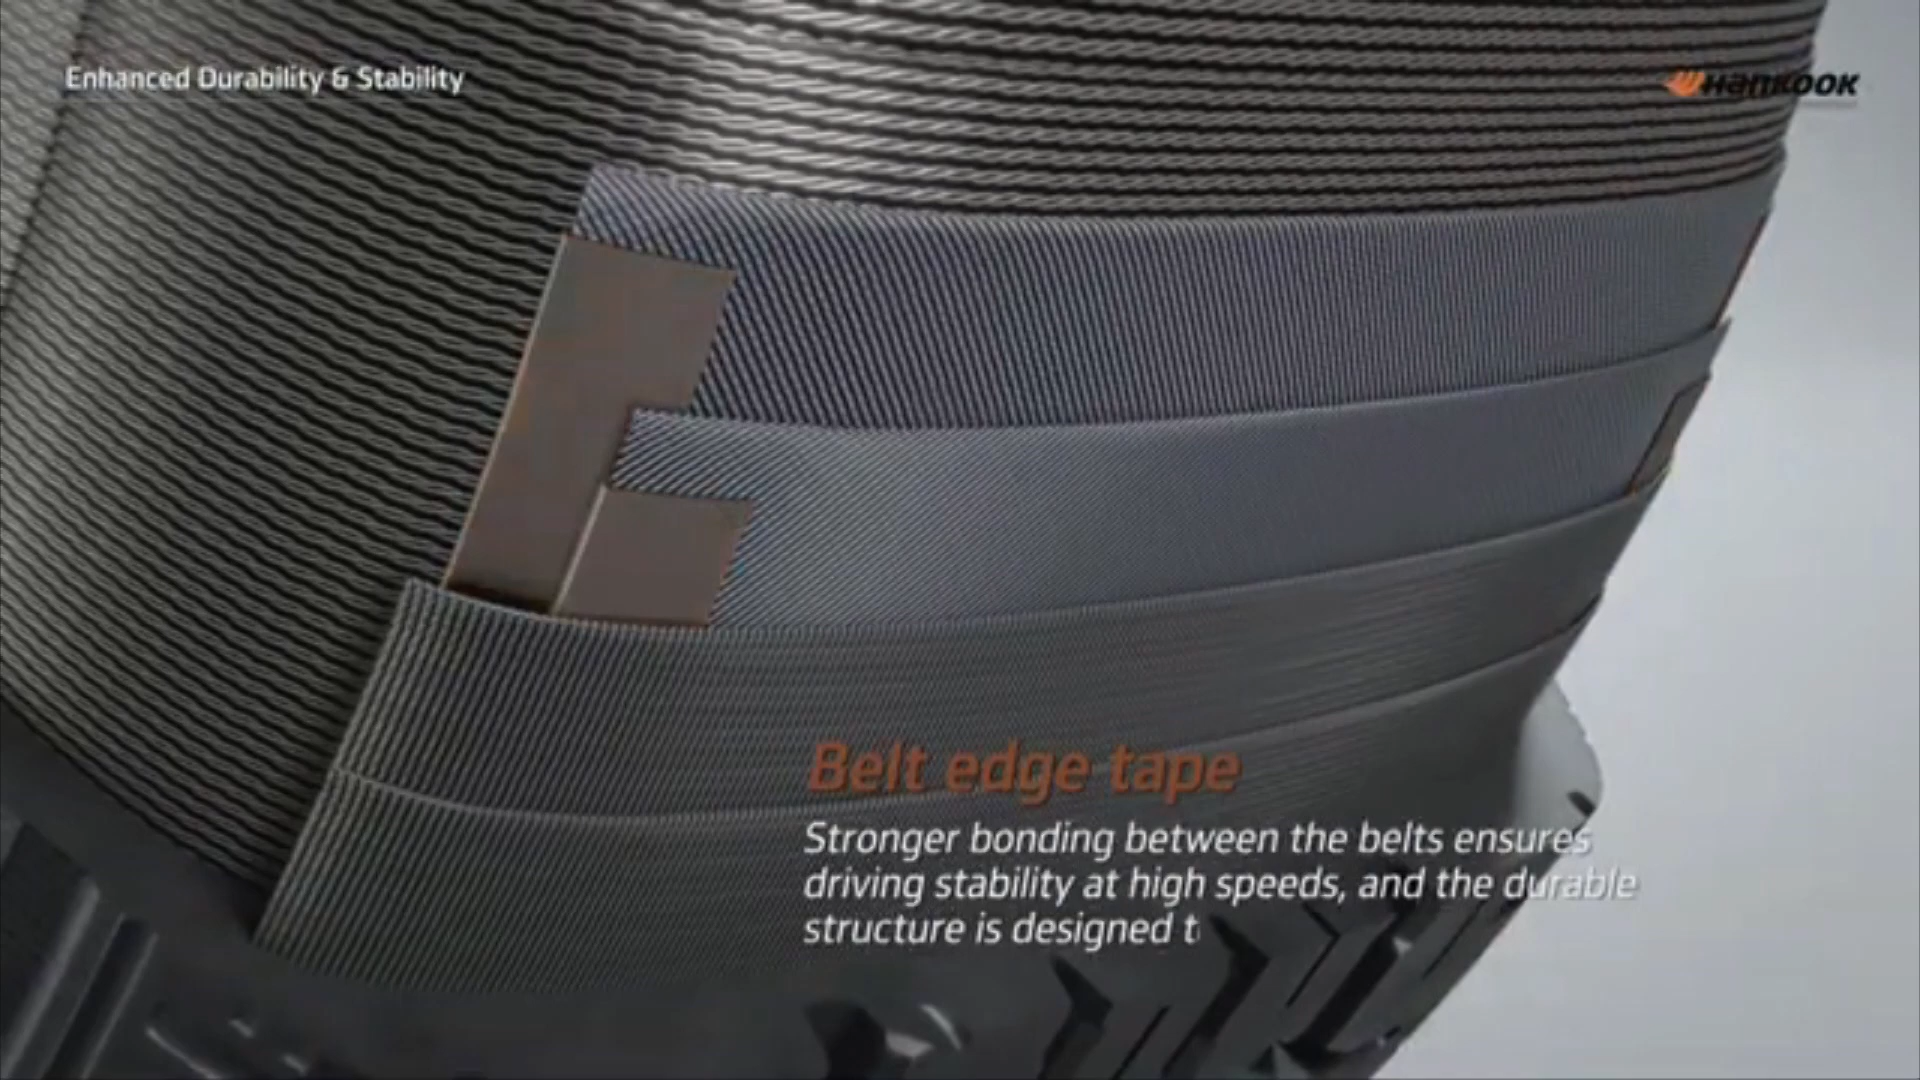 Enhanced Durability & Stability
HANKOOK
Belt edge tape
Stronger bonding between the belts ensures
driving stability at high speeds, and the durable
structure is designed t